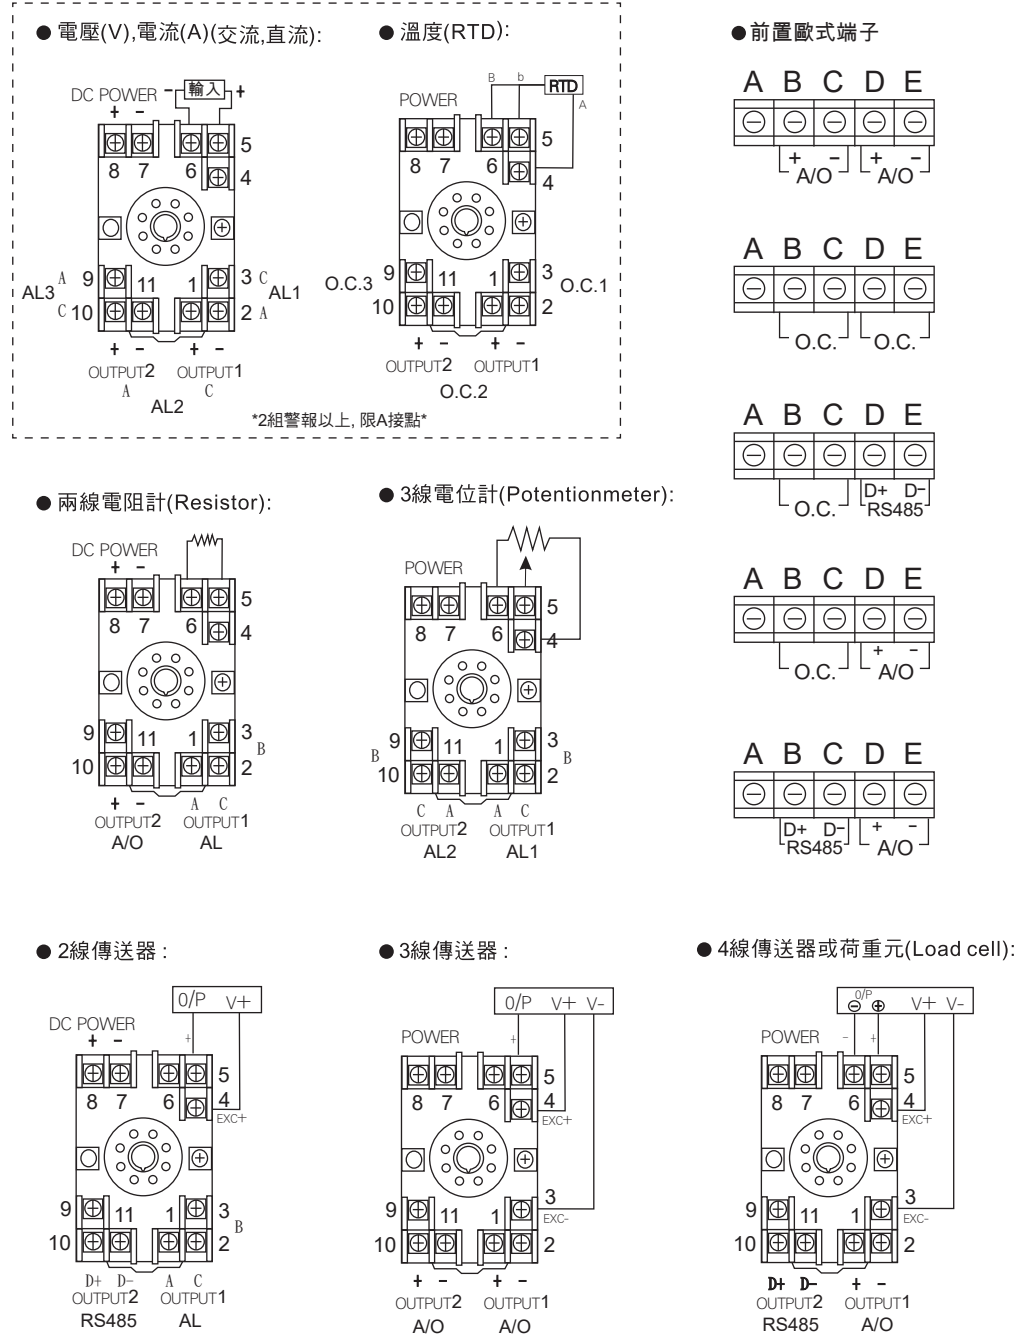 ● 電壓(V),電流(A)(交流,直流):
DC POWER
+ −
− 輸入 +
8 7 6 5
4
AL3 A 9 11 1 3 C AL1
C 10 2 A
+ − + −
OUTPUT2 OUTPUT1
A C
AL2
● 溫度(RTD):
POWER
B b RTD
A
8 7 6 5
4
O.C.3 9 11 1 3 O.C.1
10 2
+ − + −
OUTPUT2 OUTPUT1
O.C.2
*2組警報以上, 限A接點*
● 前置歐式端子
A B C D E
+ − + −
A/O A/O
A B C D E
O.C. O.C.
A B C D E
O.C. D+ D−
RS485
A B C D E
O.C. + −
A/O
A B C D E
D+ D− + −
RS485 A/O
● 兩線電阻計(Resistor):
DC POWER
+ −
8 7 6 5
4
9 11 1 3 B
10 2
+ − A C
OUTPUT2 OUTPUT1
A/O AL
● 3線電位計(Potentionmeter):
POWER
8 7 6 5
4
9 11 1 3
B B
10 2
C A A C
OUTPUT2 OUTPUT1
AL2 AL1
● 2線傳送器 :
O/P V+
DC POWER
+ − +
8 7 6 5
4
EXC+
9 11 1 3 B
10 2
D+ D− A C
OUTPUT2 OUTPUT1
RS485 AL
● 3線傳送器 :
O/P V+ V-
POWER +
8 7 6 5
4
EXC+
9 11 1 3
EXC-
10 2
+ − + −
OUTPUT2 OUTPUT1
A/O A/O
● 4線傳送器或荷重元(Load cell):
O/P
⊖ ⊕ V+ V-
POWER − +
8 7 6 5
4
EXC+
9 11 1 3
EXC-
10 2
D+ D- + −
OUTPUT2 OUTPUT1
RS485 A/O